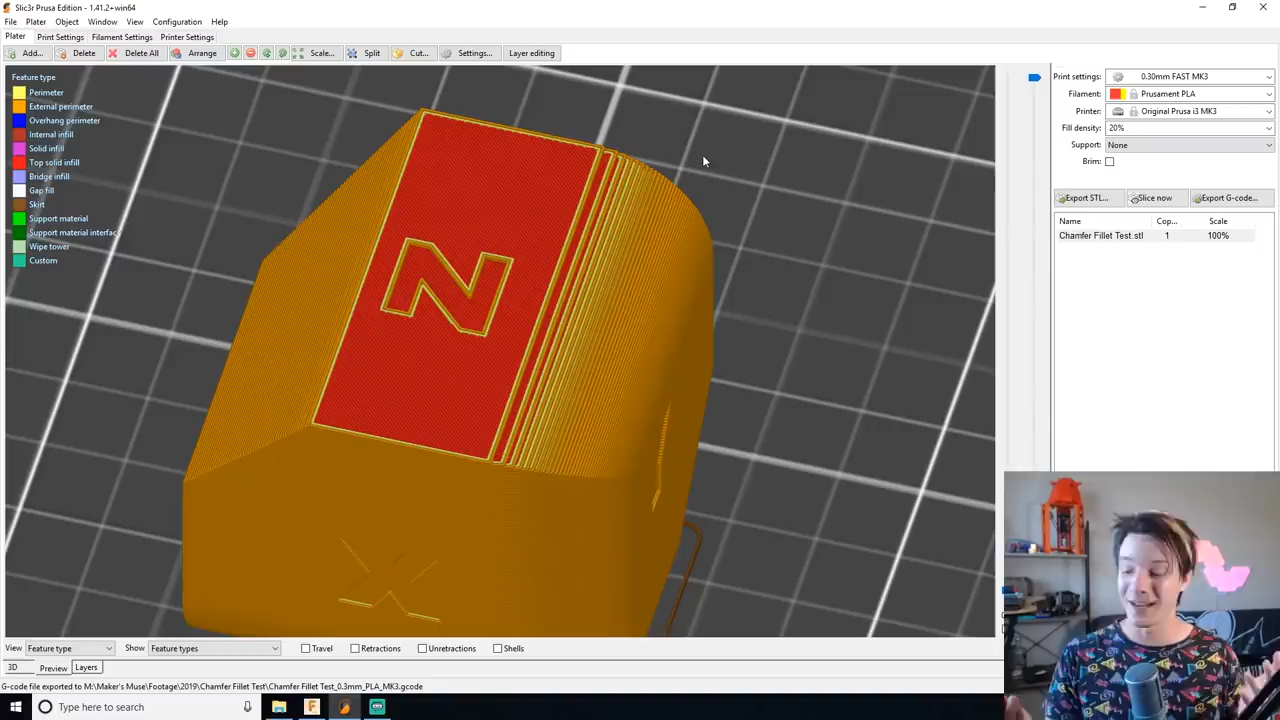 Slic3r Prusa Edition - 1.41.2+win64
File Plater Object Window View Configuration Help
Plater Print Settings Filament Settings Printer Settings
Add... Delete Delete All Arrange Scale... Split Cut... Settings... Layer editing
Feature type
Perimeter
External perimeter
Overhang perimeter
Internal infill
Solid infill
Top solid infill
Bridge infill
Gap fill
Skirt
Support material
Support material interfac
Wipe tower
Custom
Z
X
Print settings: 0.30mm FAST MK3
Filament: Prusament PLA
Printer: Original Prusa i3 MK3
Fill density: 20%
Support: None
Brim:
Export STL... Slice now Export G-code...
Name Cop... Scale
Chamfer Fillet Test.stl 1 100%
View Feature type Show Feature types Travel Retractions Unretractions Shells
3D Preview Layers
G-code file exported to M:\Maker's Muse\Footage\2019\Chamfer Fillet Test\Chamfer Fillet Test_0.3mm_PLA_MK3.gcode
Type here to search